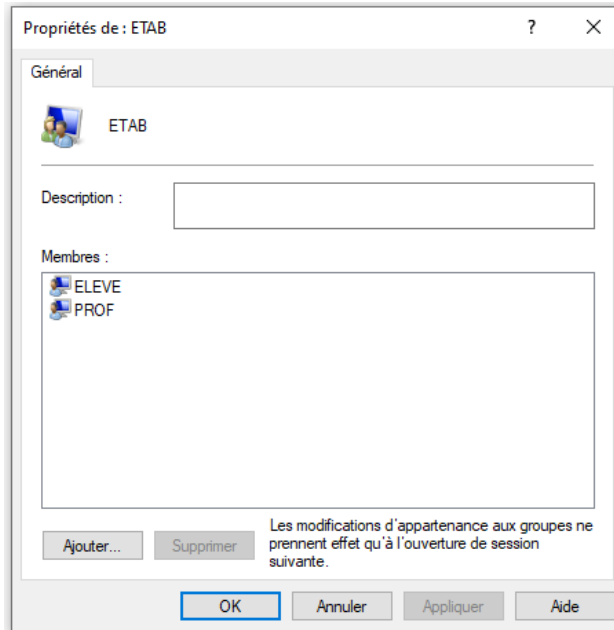 Propriétés de : ETAB
?
Général
ETAB
Description :
Membres :
ELEVE
PROF
Ajouter...
Supprimer
Les modifications d'appartenance aux groupes ne
prennent effet qu'à l'ouverture de session
suivante.
OK
Annuler
Appliquer
Aide